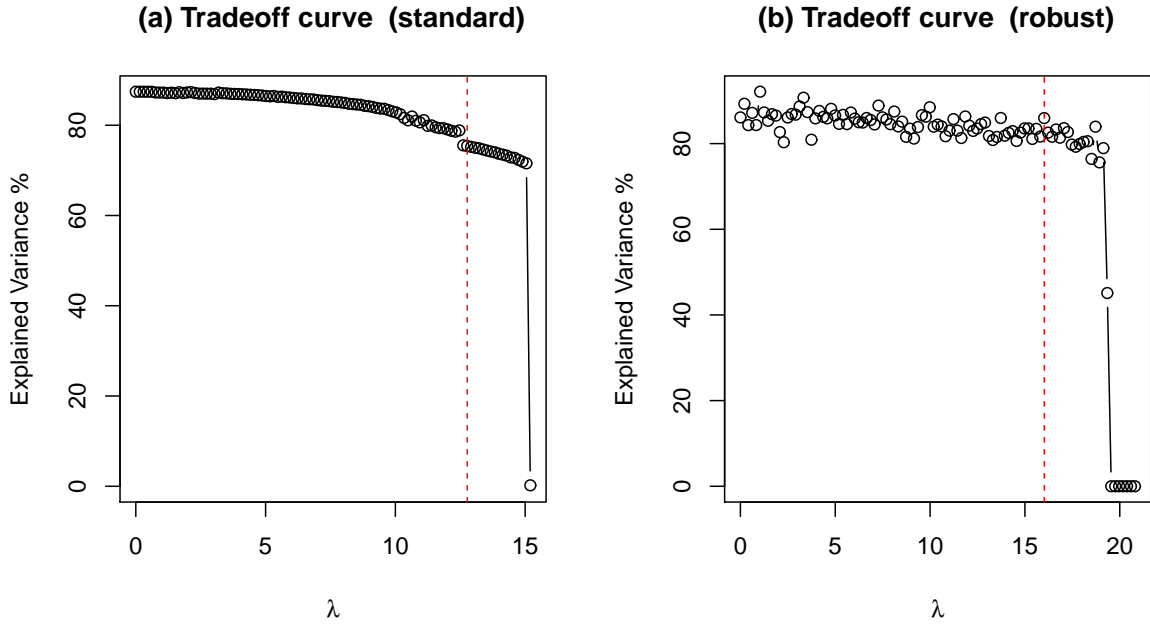 (a) Tradeoff curve (standard)
Explained Variance %
80
60
40
20
0
0 5 10 15
λ
(b) Tradeoff curve (robust)
Explained Variance %
80
60
40
20
0
0 5 10 15 20
λ